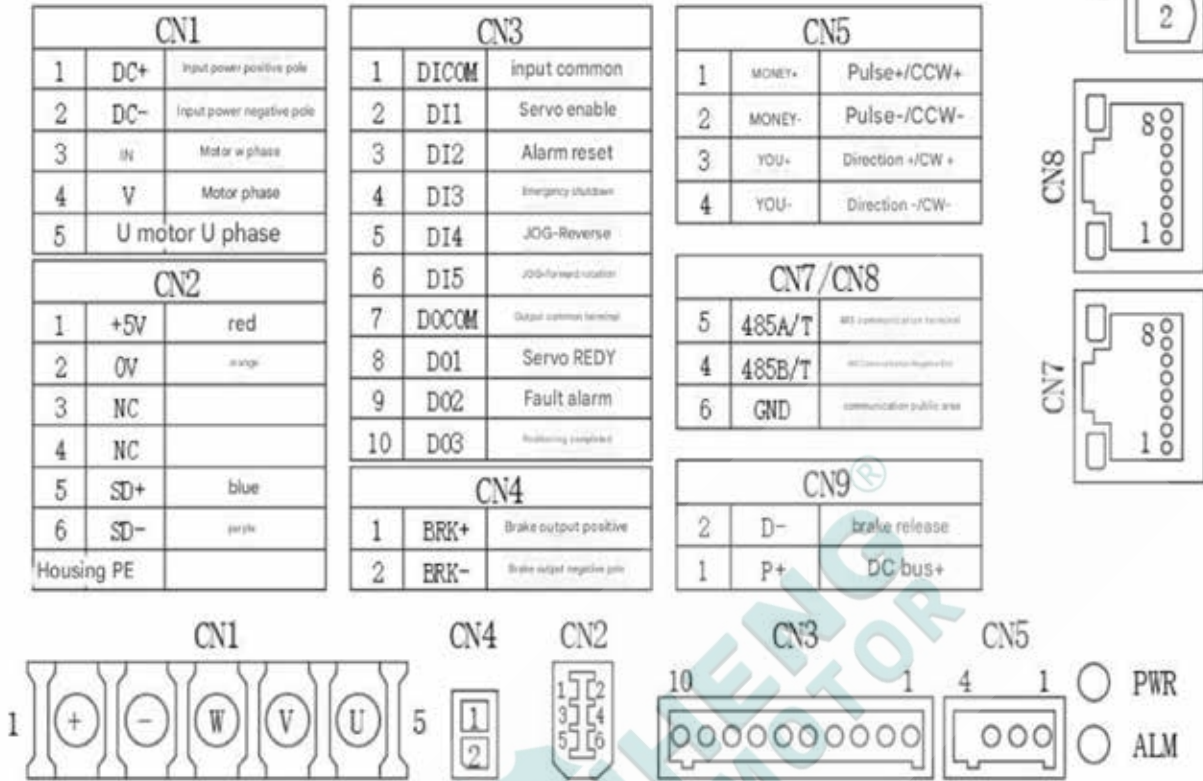 CN1
1 DC+ Input power positive pole
2 DC- Input power negative pole
3 IN Motor w phase
4 V Motor phase
5 U motor U phase
CN2
1 +5V red
2 0V orange
3 NC
4 NC
5 SD+ blue
6 SD- purple
Housing PE
CN3
1 DICOM input common
2 DI1 Servo enable
3 DI2 Alarm reset
4 DI3 Emergency shutdown
5 DI4 JOG-Reverse
6 DI5 JOG-forward rotation
7 DOCOM Output common terminal
8 DO1 Servo REDY
9 DO2 Fault alarm
10 DO3 Positioning completed
CN4
1 BRK+ Brake output positive
2 BRK- Brake output negative pole
CN5
1 MONEY+ Pulse+/CCW+
2 MONEY- Pulse-/CCW-
3 YOU+ Direction +/CW +
4 YOU- Direction -/CW-
CN7/CN8
5 485A/T 485 communication terminal
4 485B/T
6 GND communication public area
CN9
2 D- brake release
1 P+ DC bus+
2
CN8
8
1
CN7
8
1
CN1
1 + - W V U 5
CN4
1
2
CN2
1 2
3 4
5 6
CN3
10 1
CN5
4 1
PWR
ALM
IHENG
MOTOR
®